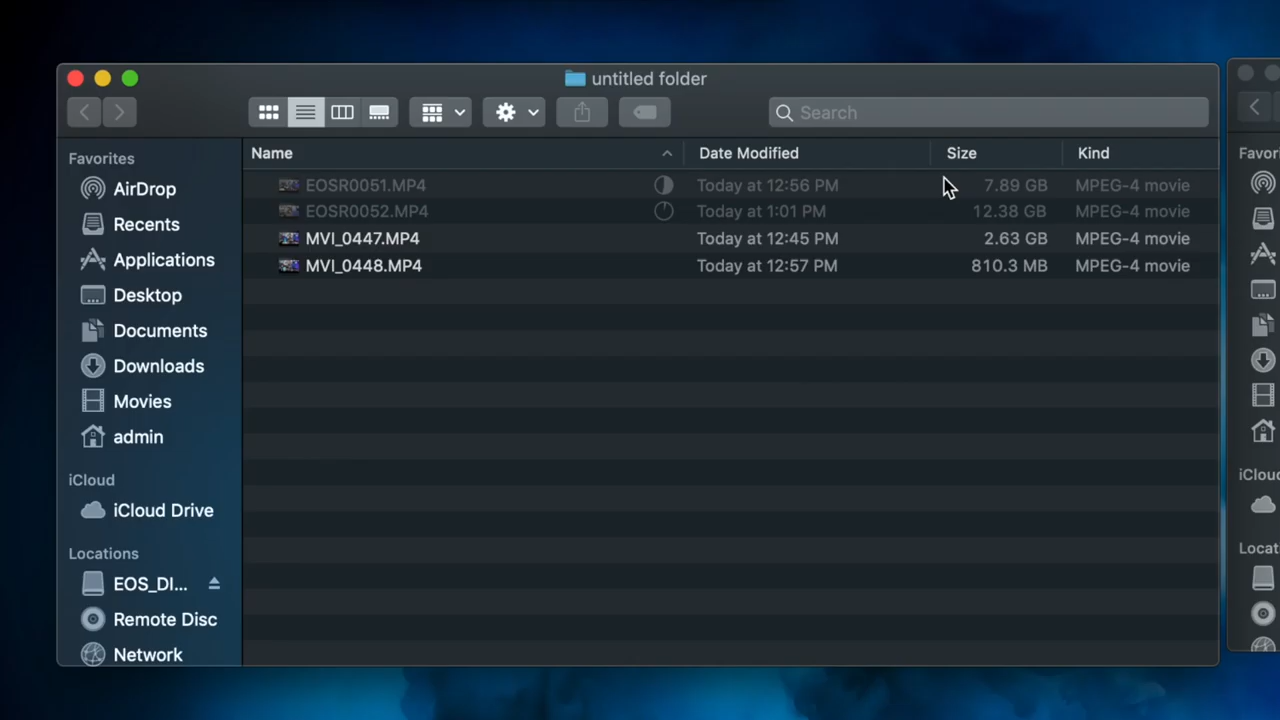 untitled folder
Search
Favorites
AirDrop
Recents
Applications
Desktop
Documents
Downloads
Movies
admin
iCloud
iCloud Drive
Locations
EOS_DI...
Remote Disc
Network
Name Date Modified Size Kind
EOSR0051.MP4 Today at 12:56 PM 7.89 GB MPEG-4 movie
EOSR0052.MP4 Today at 1:01 PM 12.38 GB MPEG-4 movie
MVI_0447.MP4 Today at 12:45 PM 2.63 GB MPEG-4 movie
MVI_0448.MP4 Today at 12:57 PM 810.3 MB MPEG-4 movie
Favor
iClou
Locat